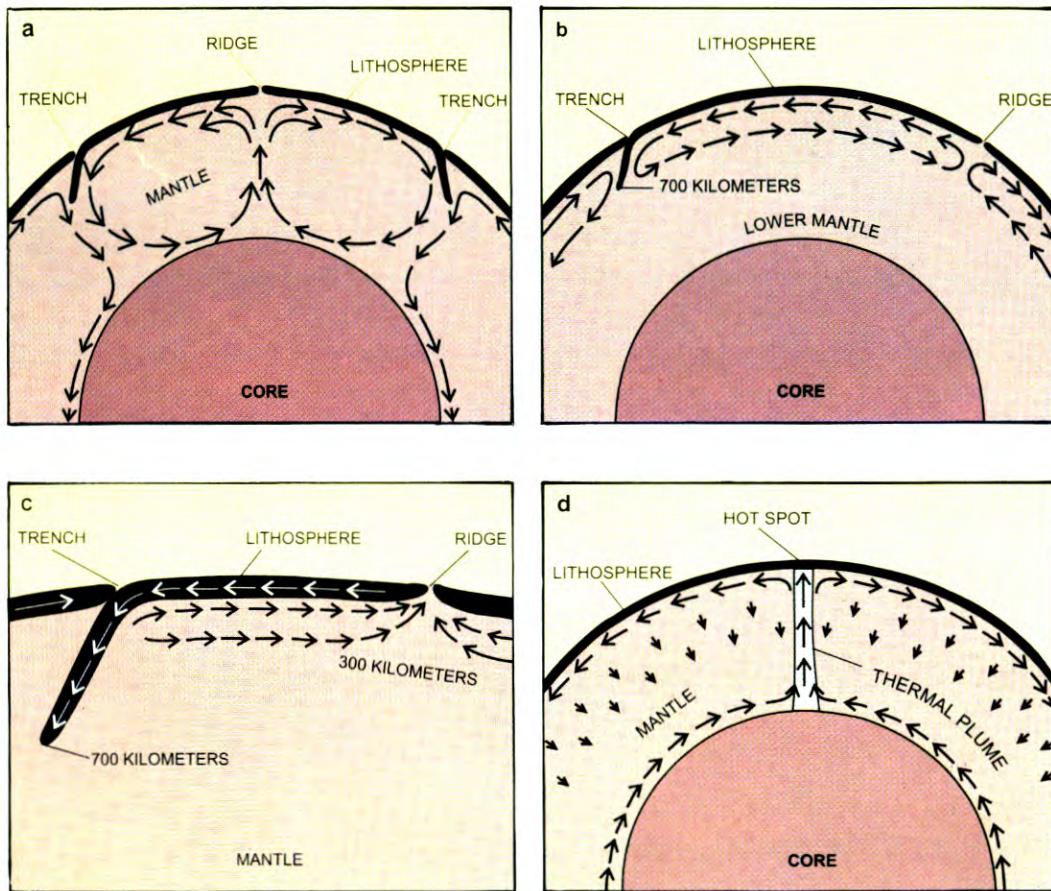 a
RIDGE
LITHOSPHERE
TRENCH
TRENCH
MANTLE
CORE
b
LITHOSPHERE
TRENCH
RIDGE
700 KILOMETERS
LOWER MANTLE
CORE
c
TRENCH
LITHOSPHERE
RIDGE
300 KILOMETERS
700 KILOMETERS
MANTLE
d
HOT SPOT
LITHOSPHERE
MANTLE
THERMAL PLUME
CORE